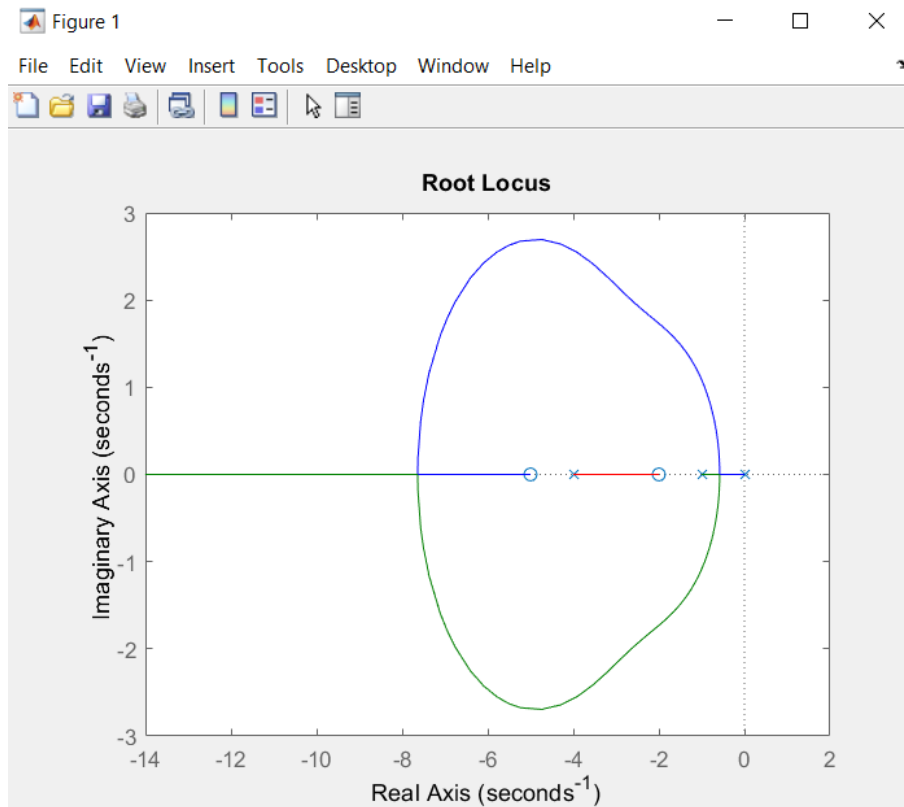 Figure 1
File Edit View Insert Tools Desktop Window Help
Root Locus
3
2
1
0
-1
-2
-3
Imaginary Axis (seconds⁻¹)
-14 -12 -10 -8 -6 -4 -2 0 2
Real Axis (seconds⁻¹)